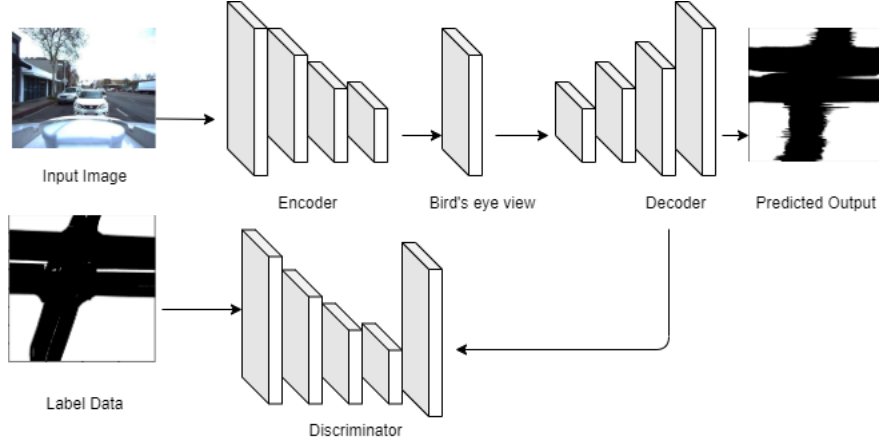 Input Image
Encoder
Bird's eye view
Decoder
Predicted Output
Label Data
Discriminator